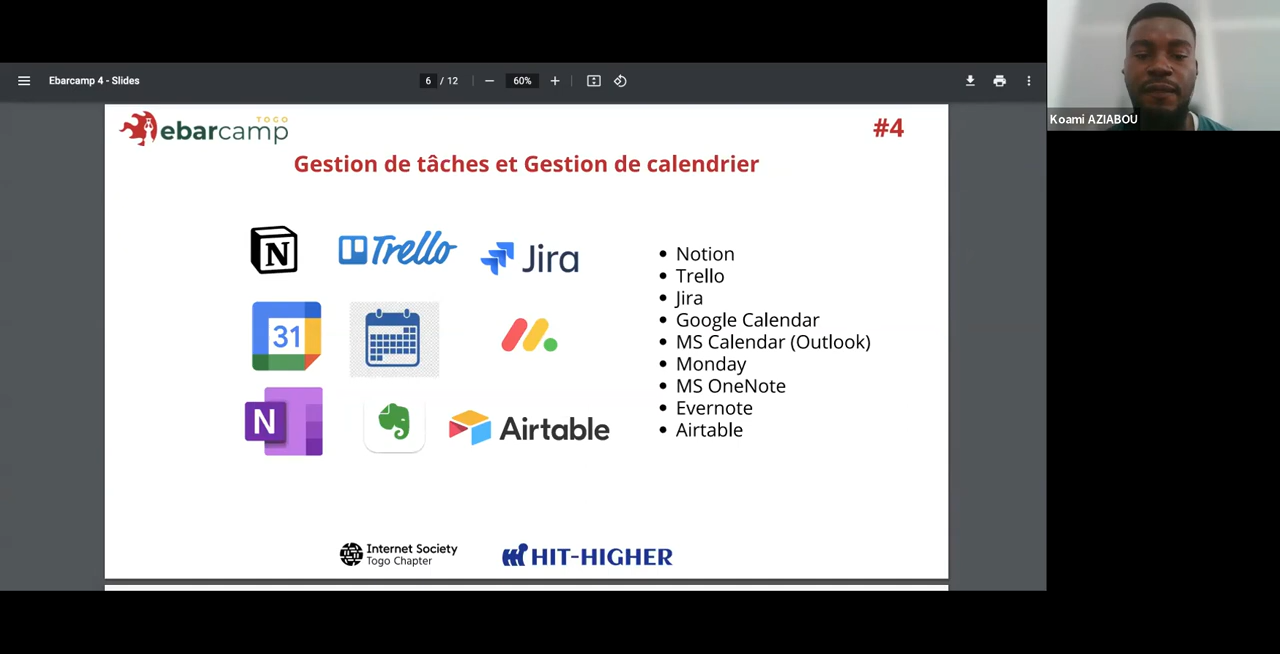 Ebarcamp 4 - Slides
6 / 12
60%
Koami AZIABOU
TOGO
ebarcamp
#4
Gestion de tâches et Gestion de calendrier
N
Trello
Jira
31
N
Airtable
• Notion
• Trello
• Jira
• Google Calendar
• MS Calendar (Outlook)
• Monday
• MS OneNote
• Evernote
• Airtable
Internet Society
Togo Chapter
HIT-HIGHER